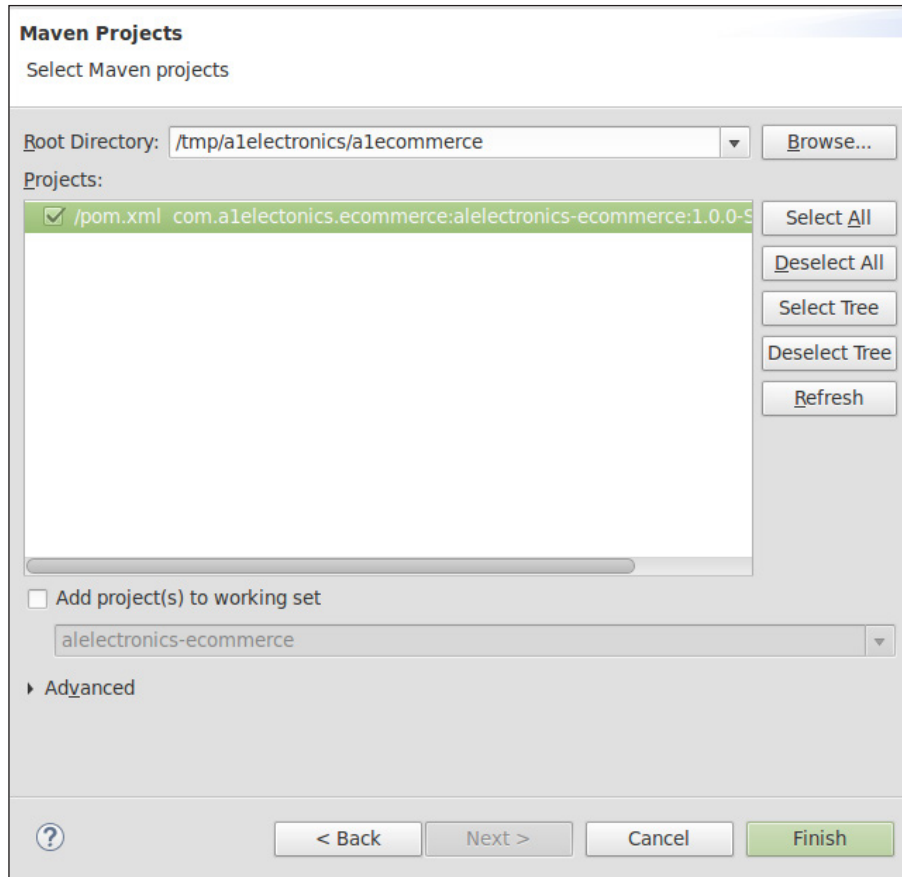 Maven Projects
Select Maven projects
Root Directory: /tmp/a1electronics/a1ecommerce Browse...
Projects:
/pom.xml com.a1electonics.ecommerce:alelectronics-ecommerce:1.0.0-S
Select All
Deselect All
Select Tree
Deselect Tree
Refresh
Add project(s) to working set
alelectronics-ecommerce
Advanced
? < Back Next > Cancel Finish